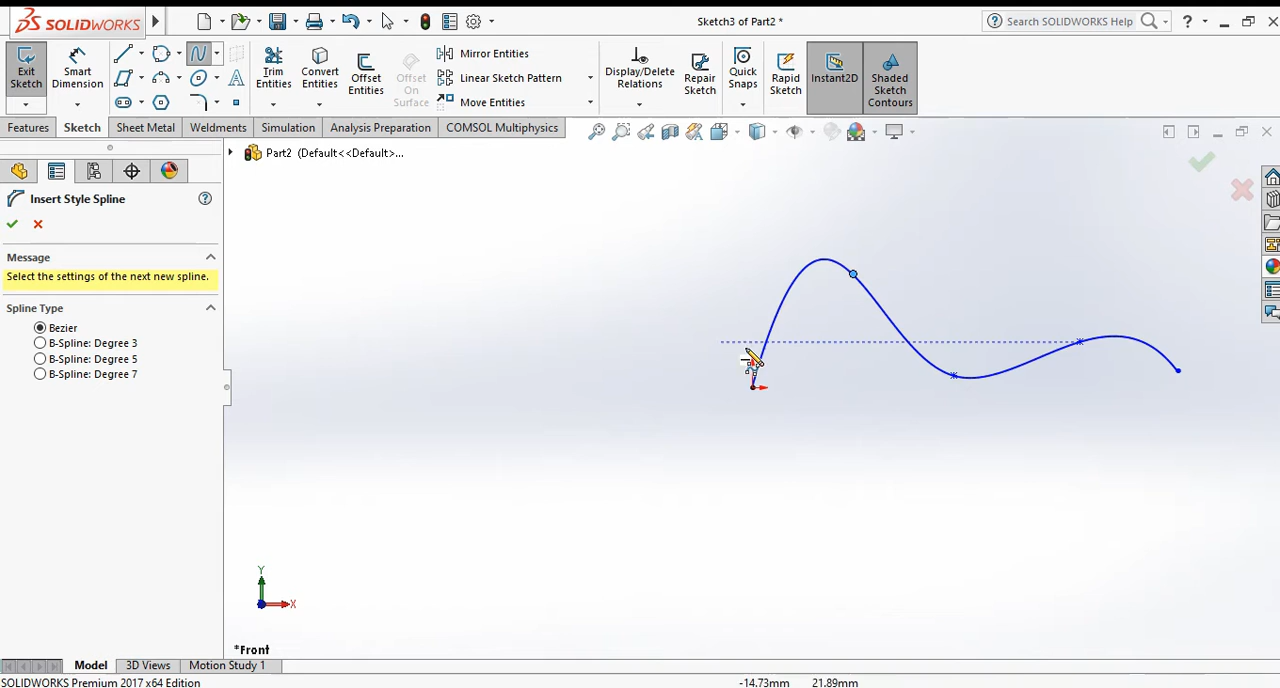 SOLIDWORKS
Sketch3 of Part2 *
Search SOLIDWORKS Help
?
Exit Sketch
Smart Dimension
Trim Entities
Convert Entities
Offset Entities
Offset On Surface
Mirror Entities
Linear Sketch Pattern
Move Entities
Display/Delete Relations
Repair Sketch
Quick Snaps
Rapid Sketch
Instant2D
Shaded Sketch Contours
Features
Sketch
Sheet Metal
Weldments
Simulation
Analysis Preparation
COMSOL Multiphysics
Part2 (Default<<Default>...
Insert Style Spline
?
Message
Select the settings of the next new spline.
Spline Type
Bezier
B-Spline: Degree 3
B-Spline: Degree 5
B-Spline: Degree 7
Y
X
*Front
Model
3D Views
Motion Study 1
SOLIDWORKS Premium 2017 x64 Edition
-14.73mm
21.89mm